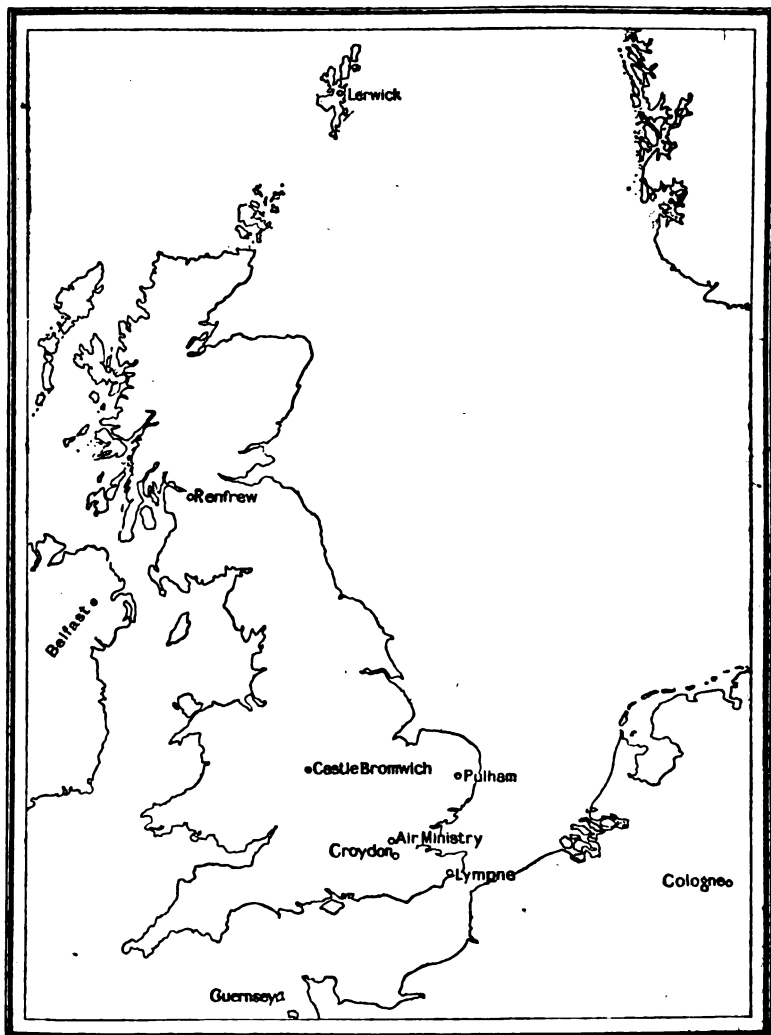 Lerwick
Renfrew
Belfast
Castle Bromwich
Pulham
Air Ministry
Croydon
Lympne
Cologne
Guernsey